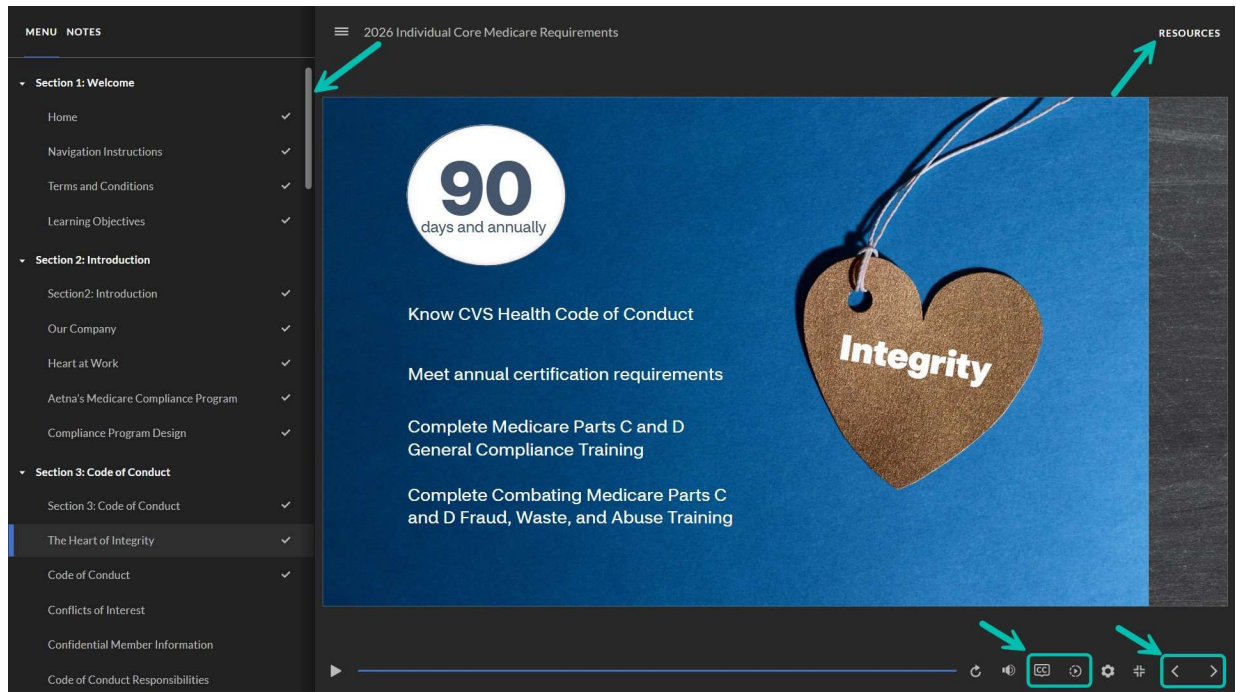 MENU NOTES
2026 Individual Core Medicare Requirements
RESOURCES
Section 1: Welcome
Home
Navigation Instructions
Terms and Conditions
Learning Objectives
Section 2: Introduction
Section2: Introduction
Our Company
Heart at Work
Aetna's Medicare Compliance Program
Compliance Program Design
Section 3: Code of Conduct
Section 3: Code of Conduct
The Heart of Integrity
Code of Conduct
Conflicts of Interest
Confidential Member Information
Code of Conduct Responsibilities
90
days and annually
Know CVS Health Code of Conduct
Meet annual certification requirements
Complete Medicare Parts C and D
General Compliance Training
Complete Combating Medicare Parts C
and D Fraud, Waste, and Abuse Training
Integrity
CC